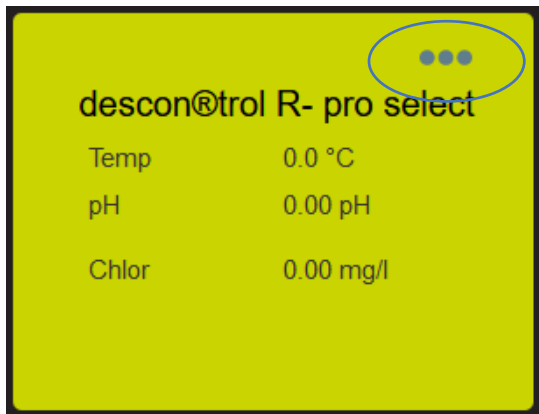 descon®trol R- pro select
Temp 0.0 °C
pH 0.00 pH
Chlor 0.00 mg/l